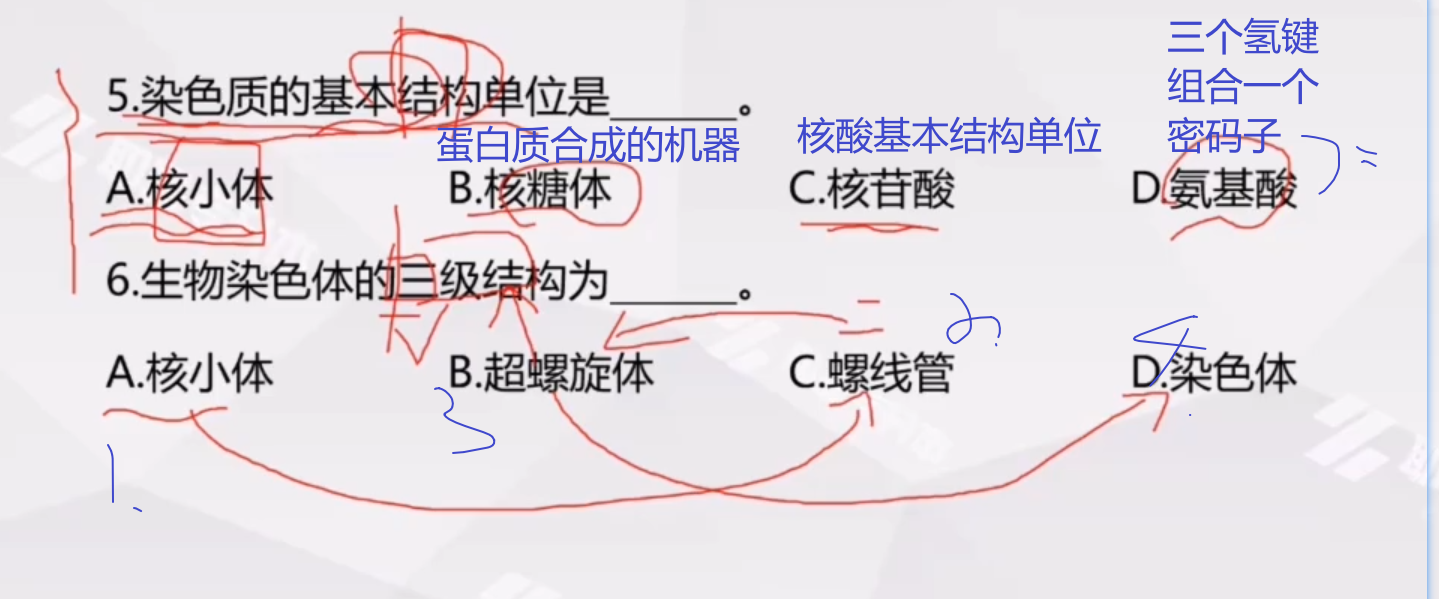 三个氢键
组合一个
密码子
5.染色质的基本结构单位是______。
蛋白质合成的机器 核酸基本结构单位
A.核小体 B.核糖体 C.核苷酸 D.氨基酸
6.生物染色体的三级结构为______。
A.核小体 B.超螺旋体 C.螺线管 D.染色体
1. 3 2. 4